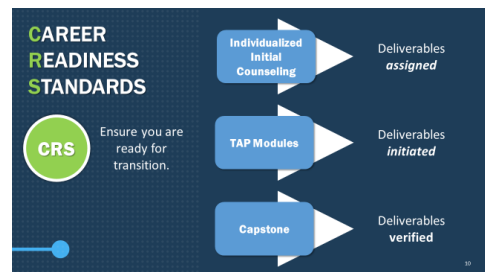 CAREER
READINESS
STANDARDS
CRS
Ensure you are
ready for
transition.
Individualized
Initial
Counseling
Deliverables
assigned
TAP Modules
Deliverables
initiated
Capstone
Deliverables
verified
10